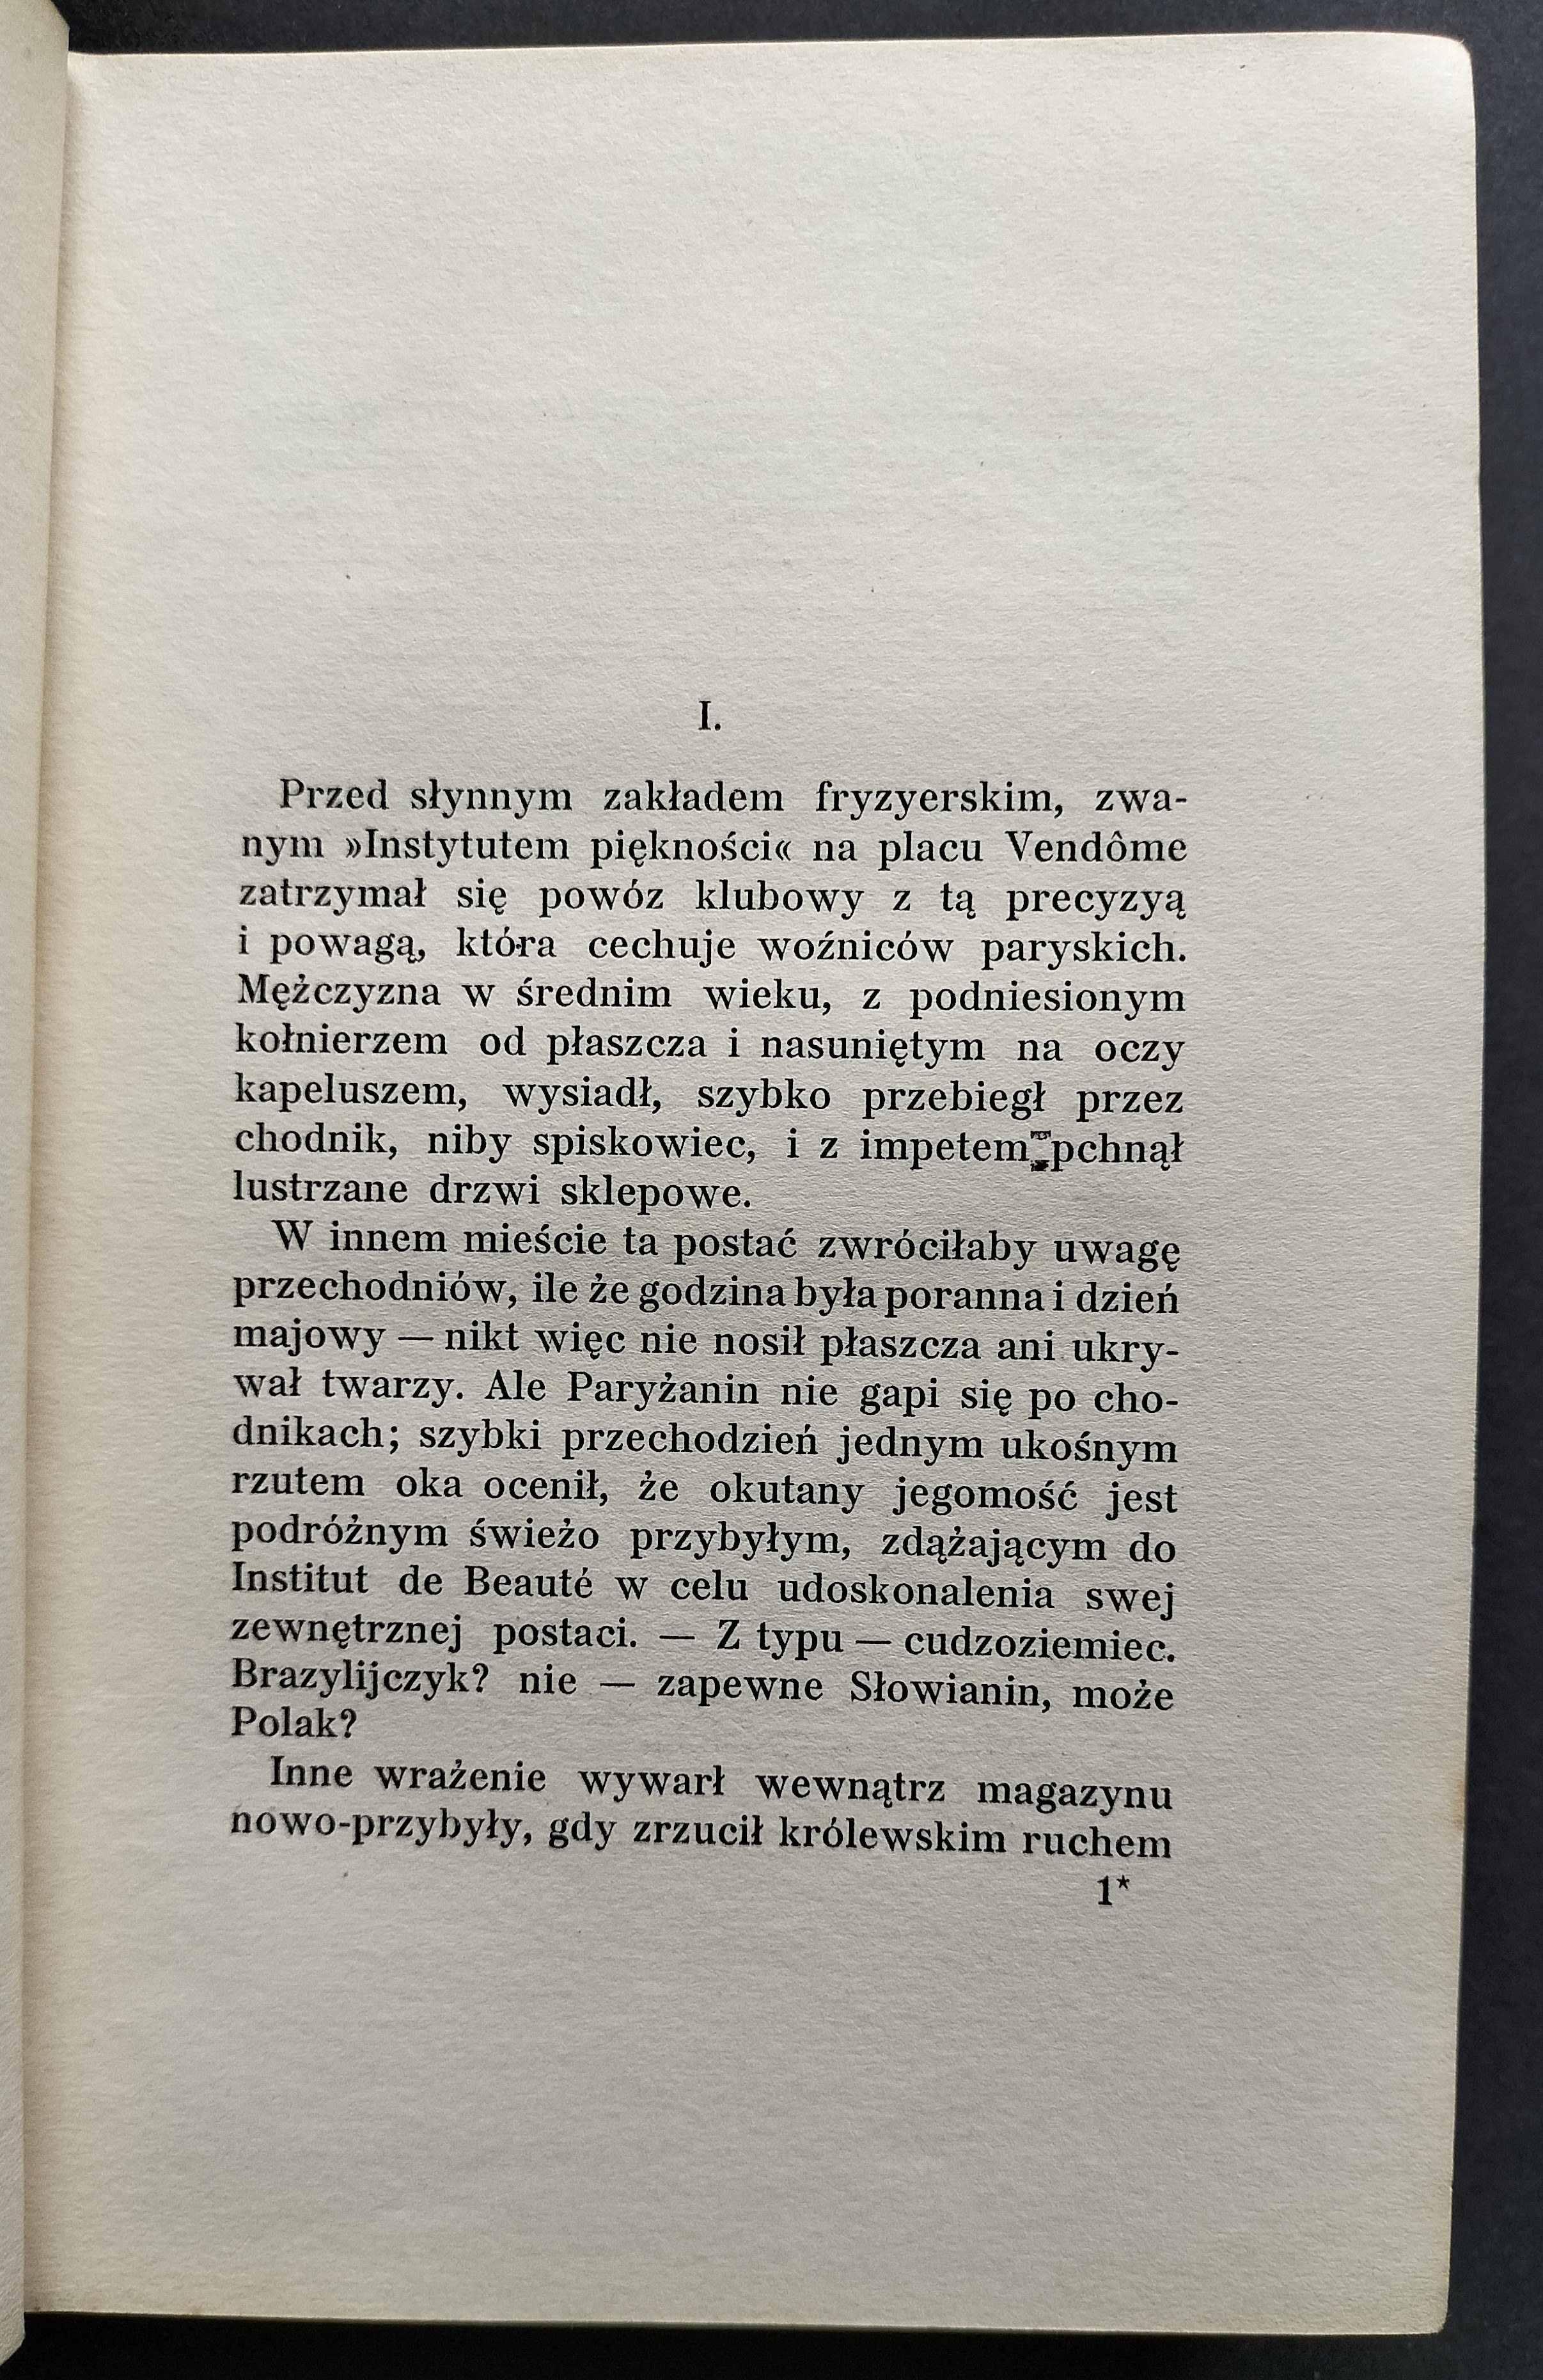 I.
Przed słynnym zakładem fryzyerskim, zwa-
nym »Instytutem piękności« na placu Vendôme
zatrzymał się powóz klubowy z tą precyzyą
i powagą, która cechuje woźniców paryskich.
Mężczyzna w średnim wieku, z podniesionym
kołnierzem od płaszcza i nasuniętym na oczy
kapeluszem, wysiadł, szybko przebiegł przez
chodnik, niby spiskowiec, i z impetem pchnął
lustrzane drzwi sklepowe.
W innem mieście ta postać zwróciłaby uwagę
przechodniów, ile że godzina była poranna i dzień
majowy — nikt więc nie nosił płaszcza ani ukry-
wał twarzy. Ale Paryżanin nie gapi się po cho-
dnikach; szybki przechodzień jednym ukośnym
rzutem oka ocenił, że okutany jegomość jest
podróżnym świeżo przybyłym, zdążającym do
Institut de Beauté w celu udoskonalenia swej
zewnętrznej postaci. — Z typu — cudzoziemiec.
Brazylijczyk? nie — zapewne Słowianin, może
Polak?
Inne wrażenie wywarł wewnątrz magazynu
nowo-przybyły, gdy zrzucił królewskim ruchem
1*